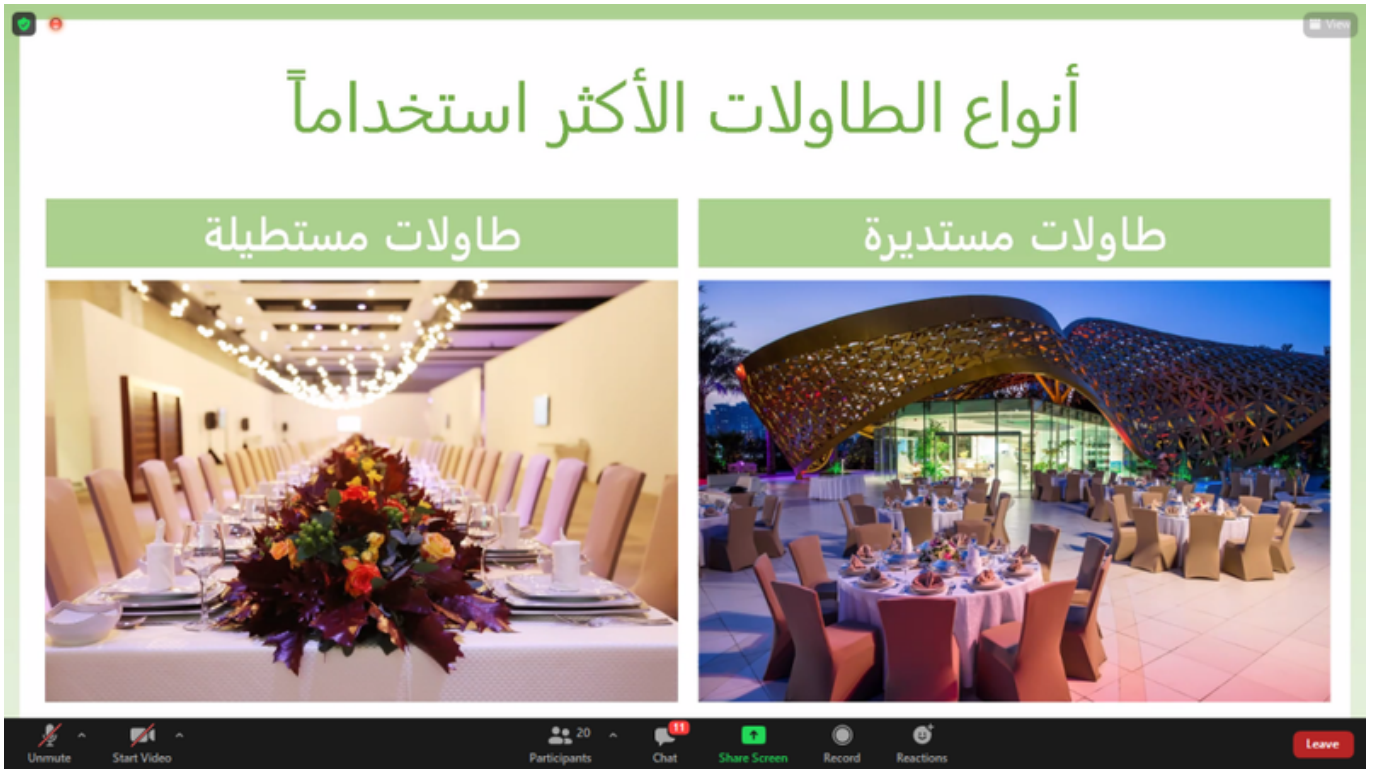 View
أنواع الطاولات الأكثر استخداماً
طاولات مستديرة
طاولات مستطيلة
Unmute
Start Video
Participants
20
Chat
11
Share Screen
Record
Reactions
Leave